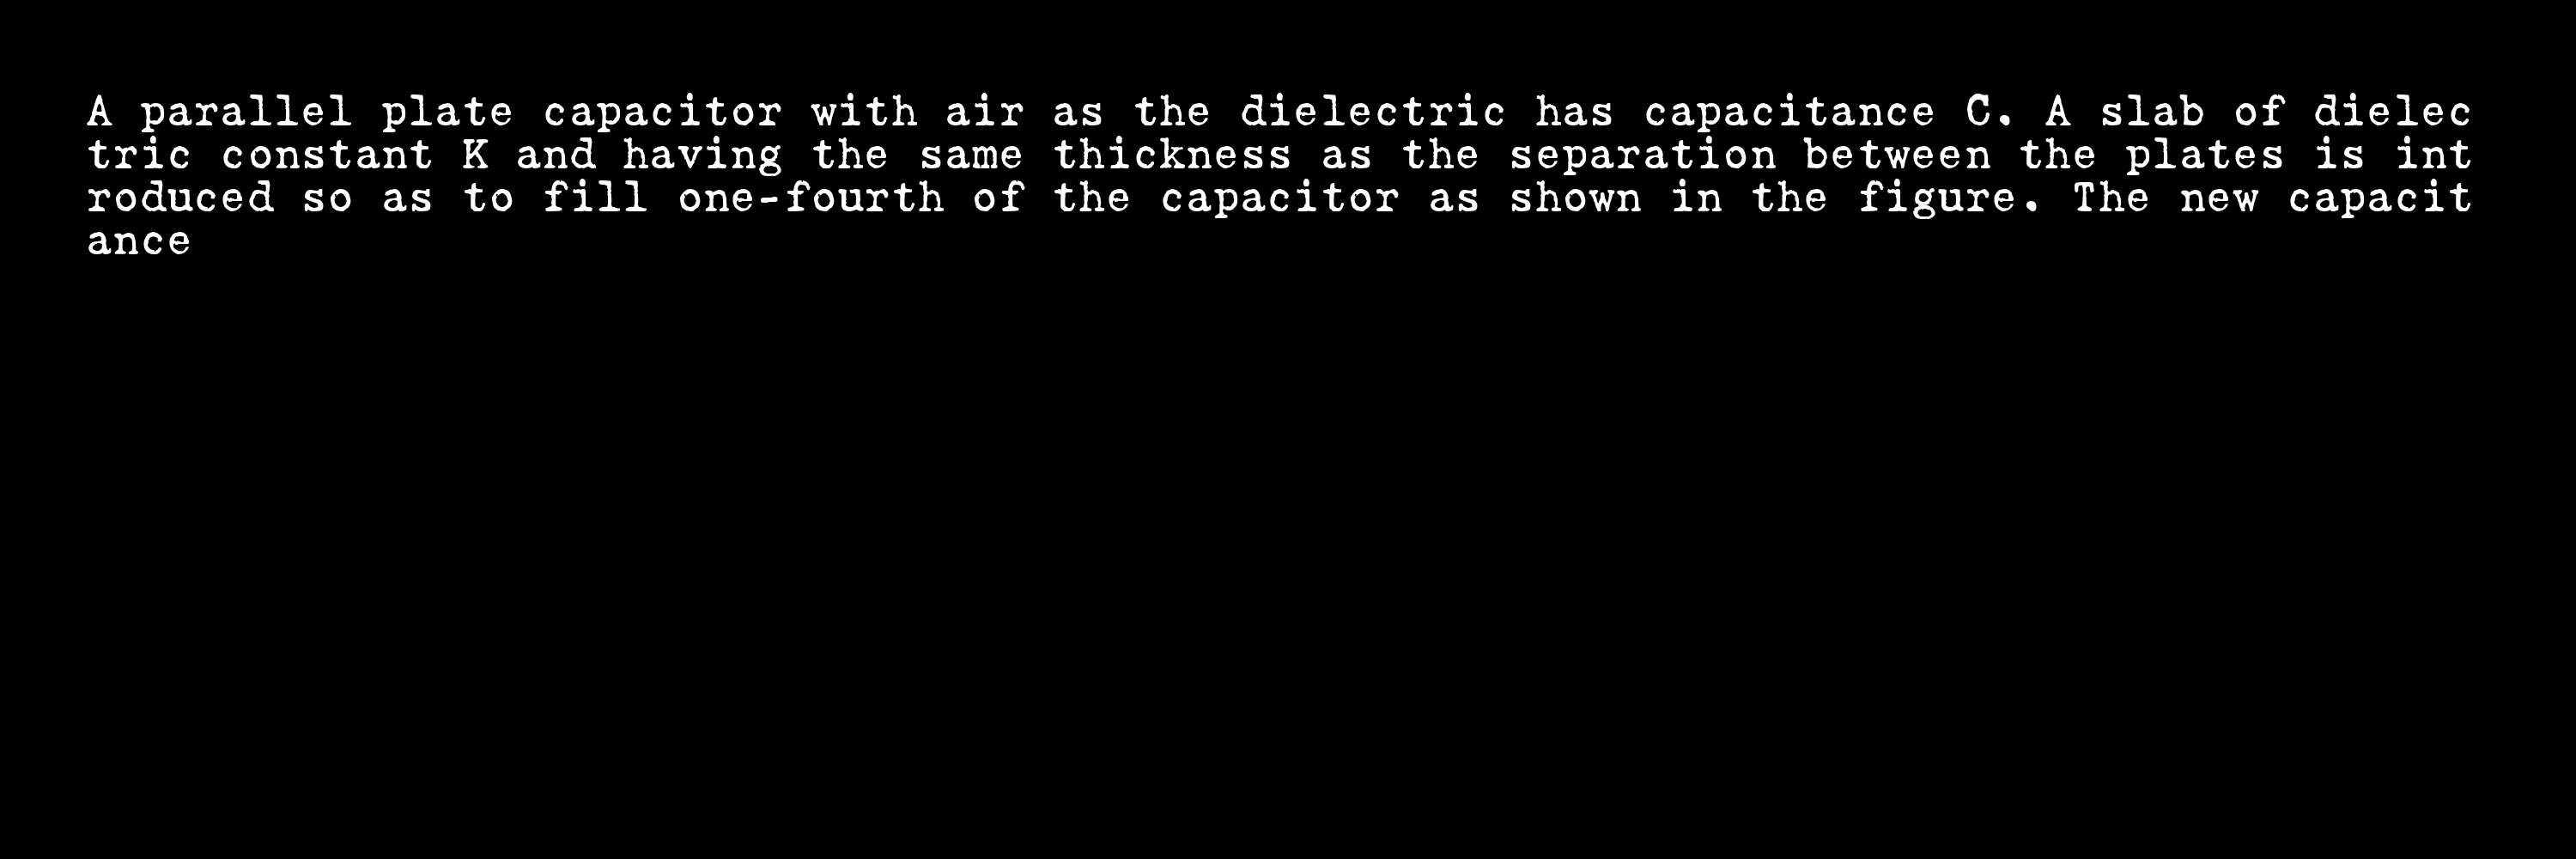 A parallel plate capacitor with air as the dielectric has capacitance C. A slab of dielec
tric constant K and having the same thickness as the separation between the plates is int
roduced so as to fill one-fourth of the capacitor as shown in the figure. The new capacit
ance